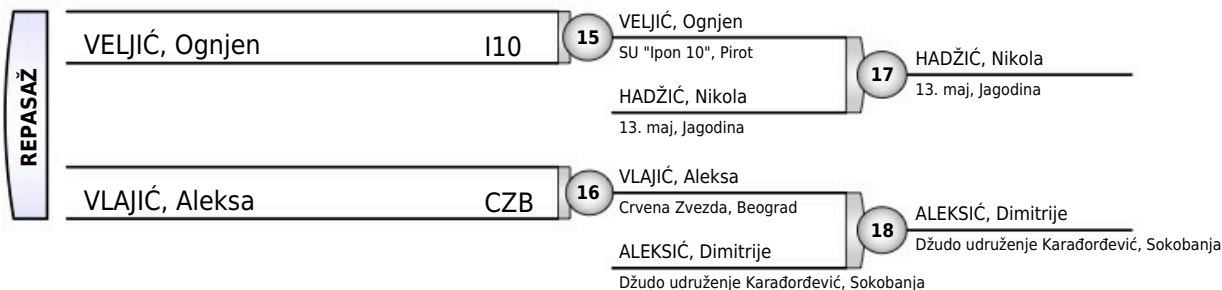 REPASAŽ
VELJIĆ, Ognjen I10
15
VELJIĆ, Ognjen
SU "Ipon 10", Pirot
HADŽIĆ, Nikola
13. maj, Jagodina
17
HADŽIĆ, Nikola
13. maj, Jagodina
VLAJIĆ, Aleksa CZB
16
VLAJIĆ, Aleksa
Crvena Zvezda, Beograd
ALEKSIĆ, Dimitrije
Džudo udruženje Karađorđević, Sokobanja
18
ALEKSIĆ, Dimitrije
Džudo udruženje Karađorđević, Sokobanja